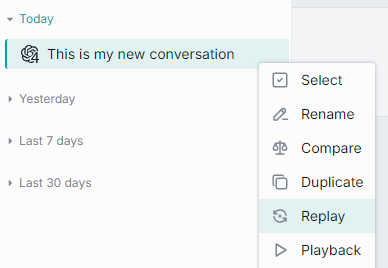 Today
4 This is my new conversation
Select
Yesterday
Rename
Last 7 days
Compare
Last 30 days
Duplicate
Replay
Playback